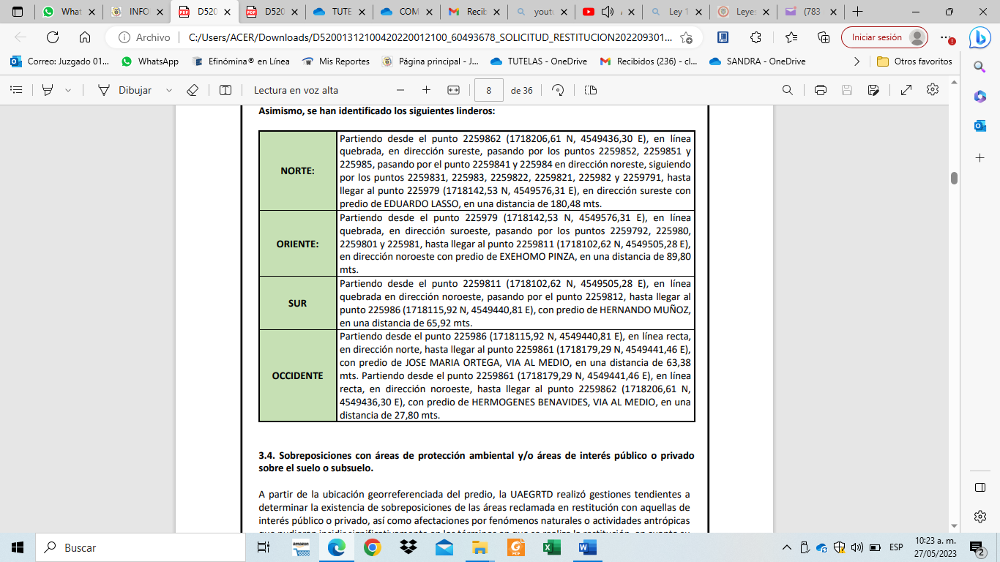 What
INFO
D520
D520
TUTE
COM
Recib
yout
A
Ley 1
Leye
(783
Archivo
C:/Users/ACER/Downloads/D52001312100420220012100_60493678_SOLICITUD_RESTITUCION202209301...
Iniciar sesión
Correo: Juzgado 01...
WhatsApp
Efinómina® en Línea
Mis Reportes
Página principal - J...
TUTELAS - OneDrive
Recibidos (236) - cl...
SANDRA - OneDrive
Otros favoritos
Dibujar
Lectura en voz alta
8
de 36
Asimismo, se han identificado los siguientes linderos:
NORTE:
Partiendo desde el punto 2259862 (1718206,61 N, 4549436,30 E), en línea
quebrada, en dirección sureste, pasando por los puntos 2259852, 2259851 y
225985, pasando por el punto 2259841 y 225984 en dirección noreste, siguiendo
por los puntos 2259831, 225983, 2259822, 2259821, 225982 y 2259791, hasta
llegar al punto 225979 (1718142,53 N, 4549576,31 E), en dirección sureste con
predio de EDUARDO LASSO, en una distancia de 180,48 mts.
ORIENTE:
Partiendo desde el punto 225979 (1718142,53 N, 4549576,31 E), en línea
quebrada, en dirección suroeste, pasando por los puntos 2259792, 225980,
2259801 y 225981, hasta llegar al punto 2259811 (1718102,62 N, 4549505,28 E),
en dirección noroeste con predio de EXEHOMO PINZA, en una distancia de 89,80
mts.
SUR
Partiendo desde el punto 2259811 (1718102,62 N, 4549505,28 E), en línea
quebrada en dirección noroeste, pasando por el punto 2259812, hasta llegar al
punto 225986 (1718115,92 N, 4549440,81 E), con predio de HERNANDO MUÑOZ,
en una distancia de 65,92 mts.
OCCIDENTE
Partiendo desde el punto 225986 (1718115,92 N, 4549440,81 E), en línea recta,
en dirección norte, hasta llegar al punto 2259861 (1718179,29 N, 4549441,46 E),
con predio de JOSE MARIA ORTEGA, VIA AL MEDIO, en una distancia de 63,38
mts. Partiendo desde el punto 2259861 (1718179,29 N, 4549441,46 E), en línea
recta, en dirección noroeste, hasta llegar al punto 2259862 (1718206,61 N,
4549436,30 E), con predio de HERMOGENES BENAVIDES, VIA AL MEDIO, en una
distancia de 27,80 mts.
3.4. Sobreposiciones con áreas de protección ambiental y/o áreas de interés público o privado
sobre el suelo o subsuelo.
A partir de la ubicación georreferenciada del predio, la UAEGRTD realizó gestiones tendientes a
determinar la existencia de sobreposiciones de las áreas reclamada en restitución con aquellas de
interés público o privado, así como afectaciones por fenómenos naturales o actividades antrópicas
Buscar
ESP
10:23 a. m.
27/05/2023
2